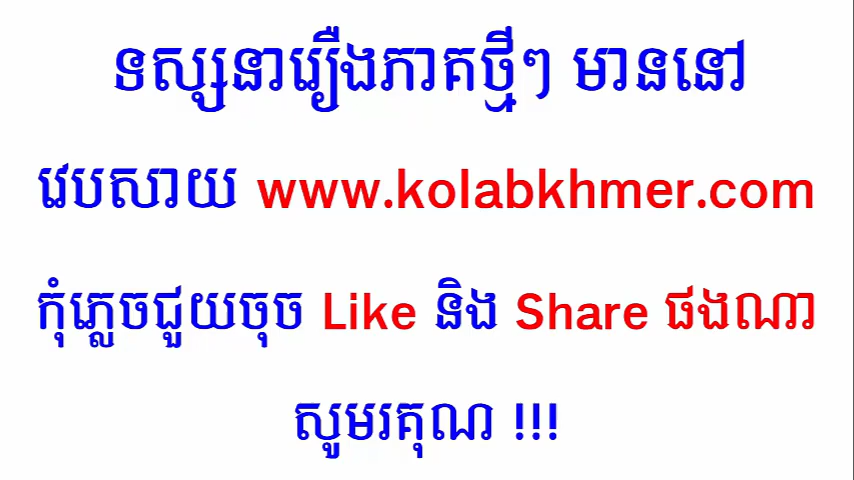 ទស្សនារឿងភាគថ្មីៗ មាននៅ
វេបសាយ www.kolabkhmer.com
កុំភ្លេចជួយចុច Like និង Share ផងណា
សូមរគុណ !!!